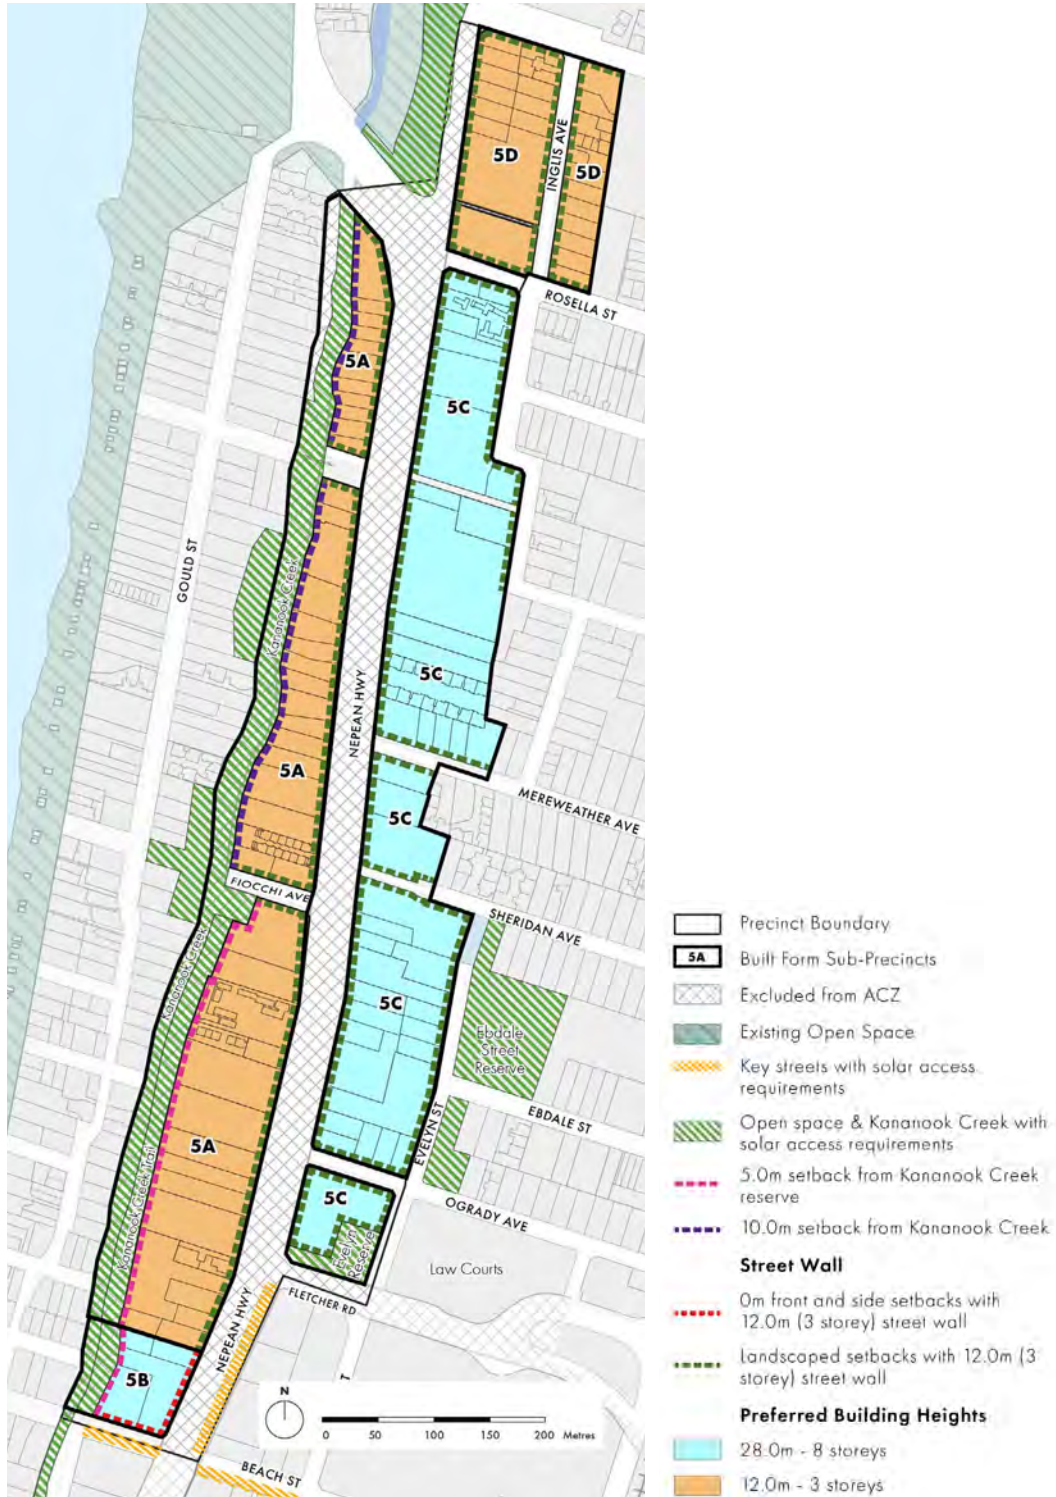 5D
INGLIS AVE
5D
ROSELLA ST
5A
5C
GOULD ST
Kananook Creek
NEPEAN HWY
5C
5A
MEREWEATHER AVE
5C
FIOCCHI AVE
SHERIDAN AVE
Kananook Creek
5C
Ebdale
Street
Reserve
EBDALE ST
EVELYN ST
5A
Kananook Creek Trail
5C
OGRADY AVE
Evelyn
Reserve
Law Courts
FLETCHER RD
NEPEAN HWY
5B
T
N
0 50 100 150 200 Metres
BEACH ST
Precinct Boundary
5A Built Form Sub-Precincts
Excluded from ACZ
Existing Open Space
Key streets with solar access
requirements
Open space & Kananook Creek with
solar access requirements
5.0m setback from Kananook Creek
reserve
10.0m setback from Kananook Creek
Street Wall
0m front and side setbacks with
12.0m (3 storey) street wall
Landscaped setbacks with 12.0m (3
storey) street wall
Preferred Building Heights
28.0m - 8 storeys
12.0m - 3 storeys